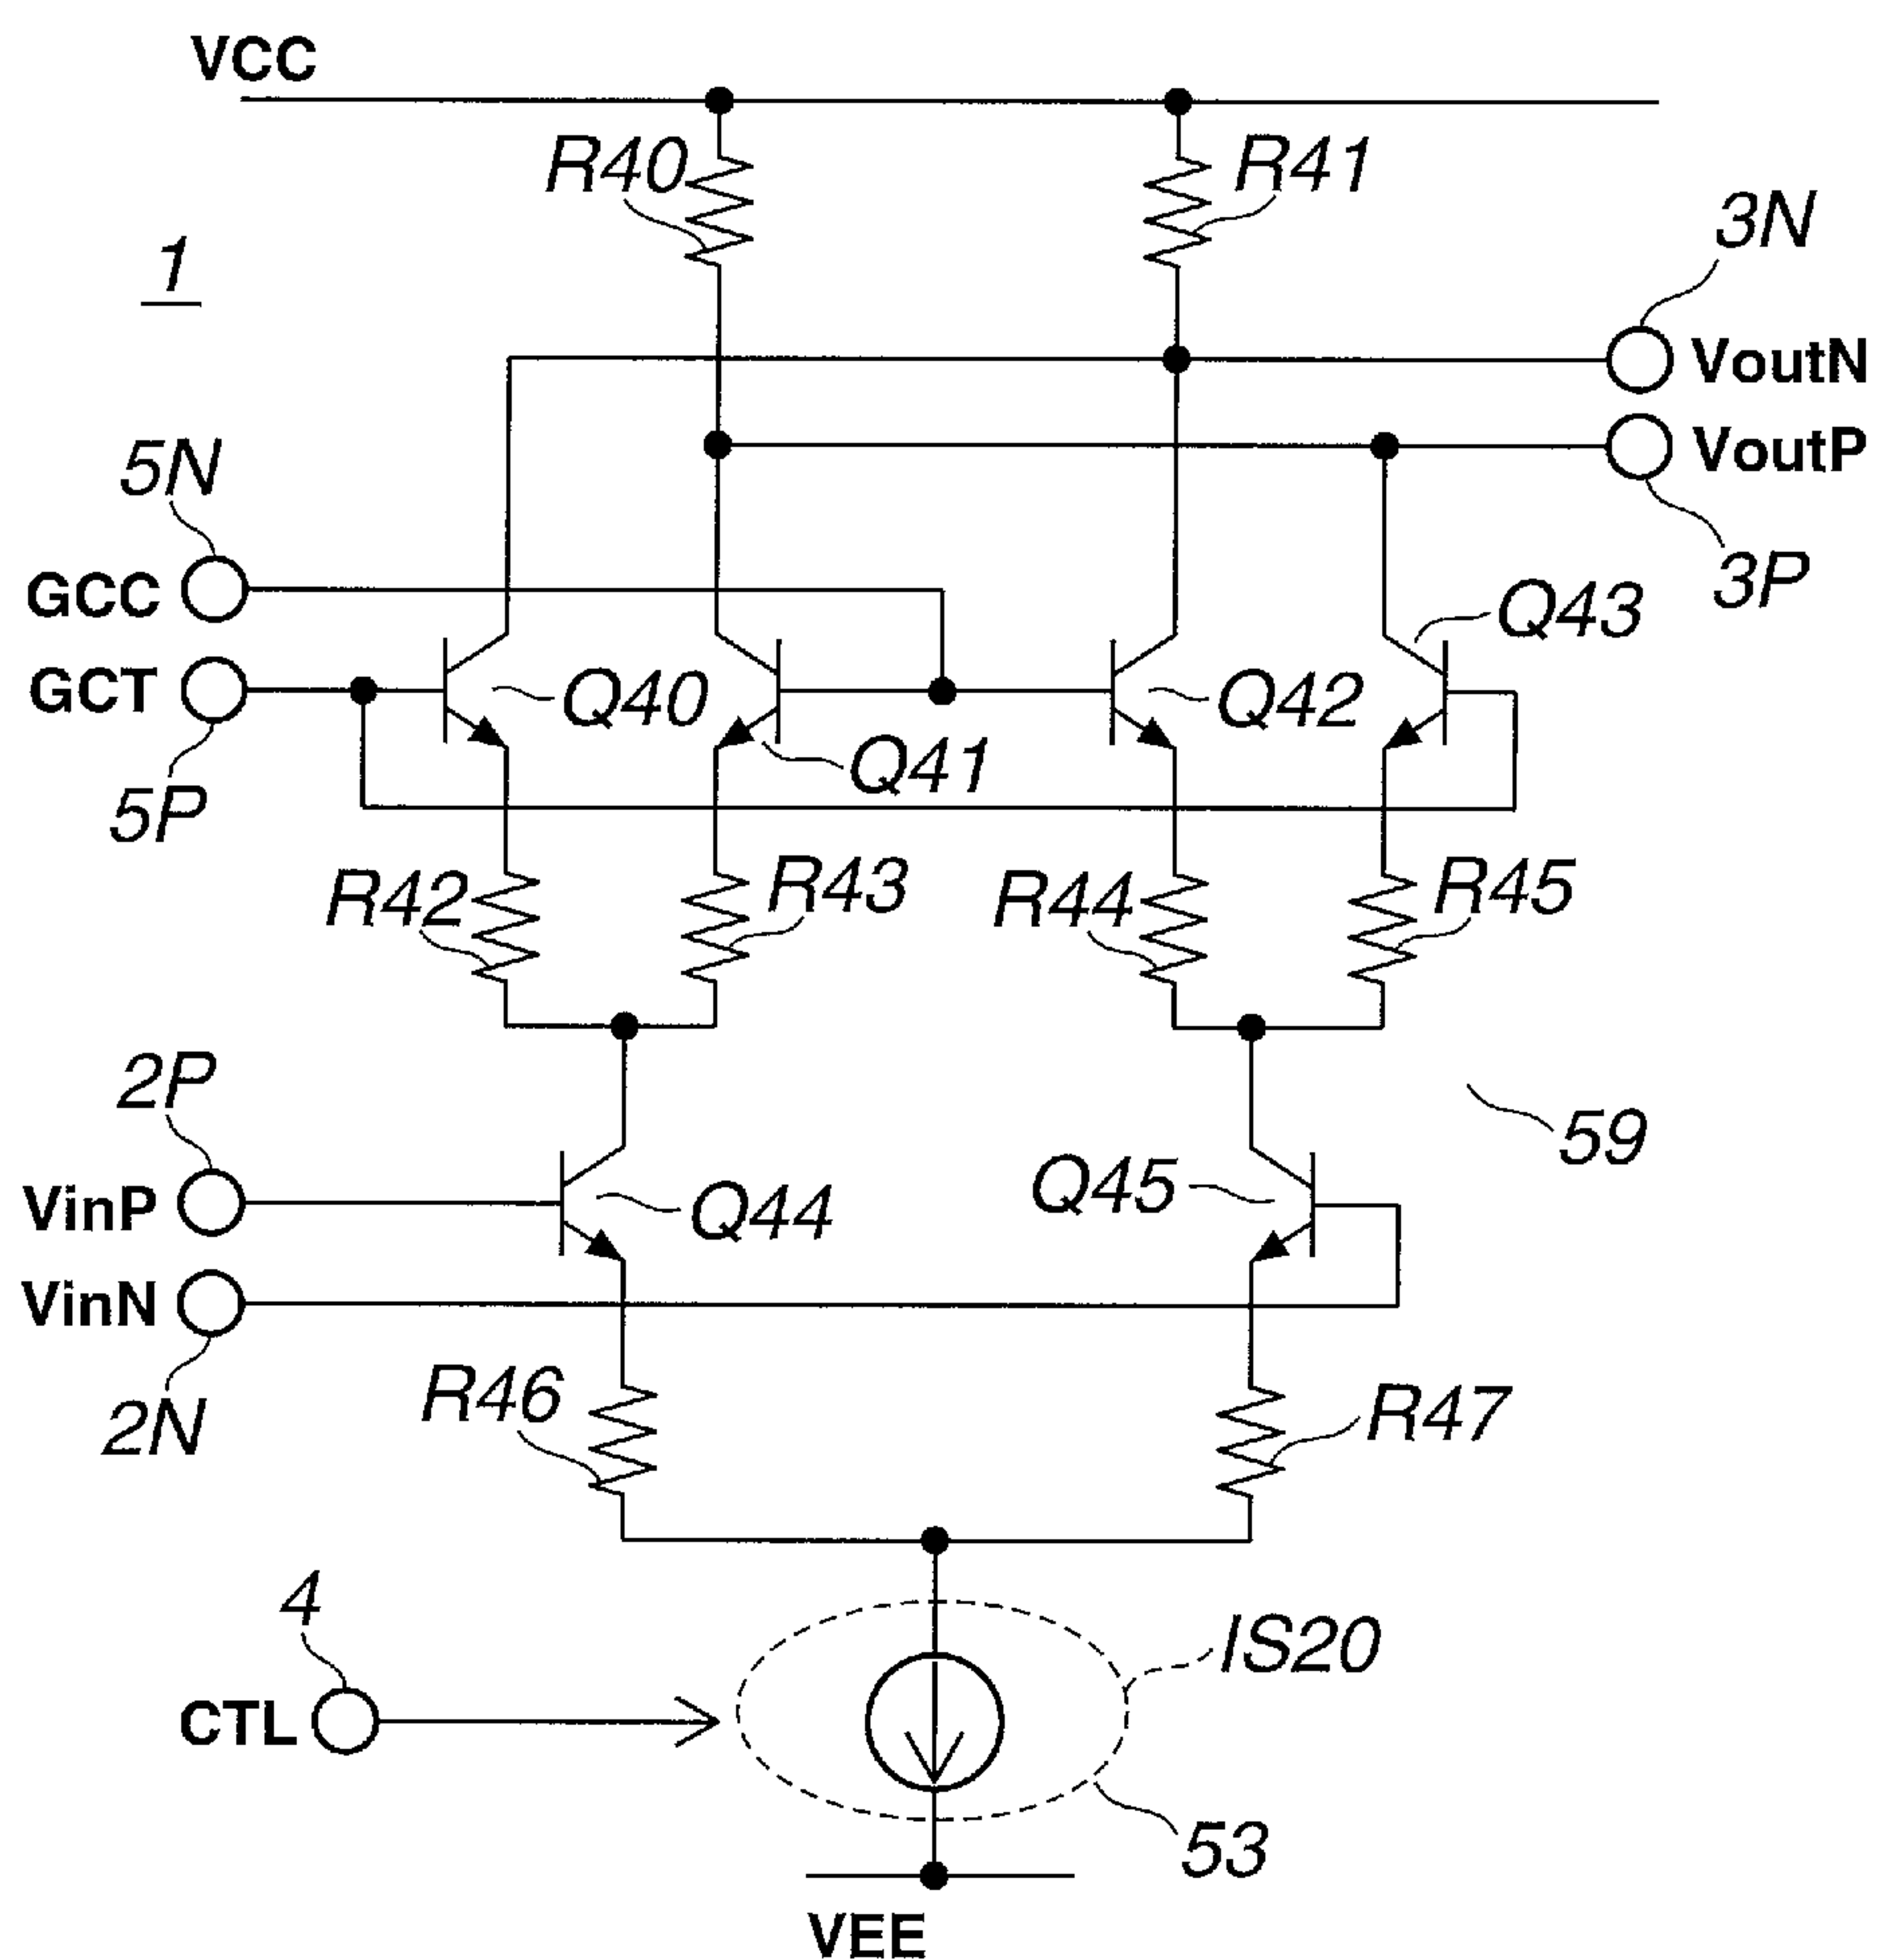 VCC
R40
R41
3N
1
VoutN
5N
VoutP
GCC
3P
Q43
GCT
Q40
Q42
Q41
5P
R42
R43
R44
R45
2P
59
VinP
Q44
Q45
VinN
R46
R47
2N
4
IS20
CTL
53
VEE